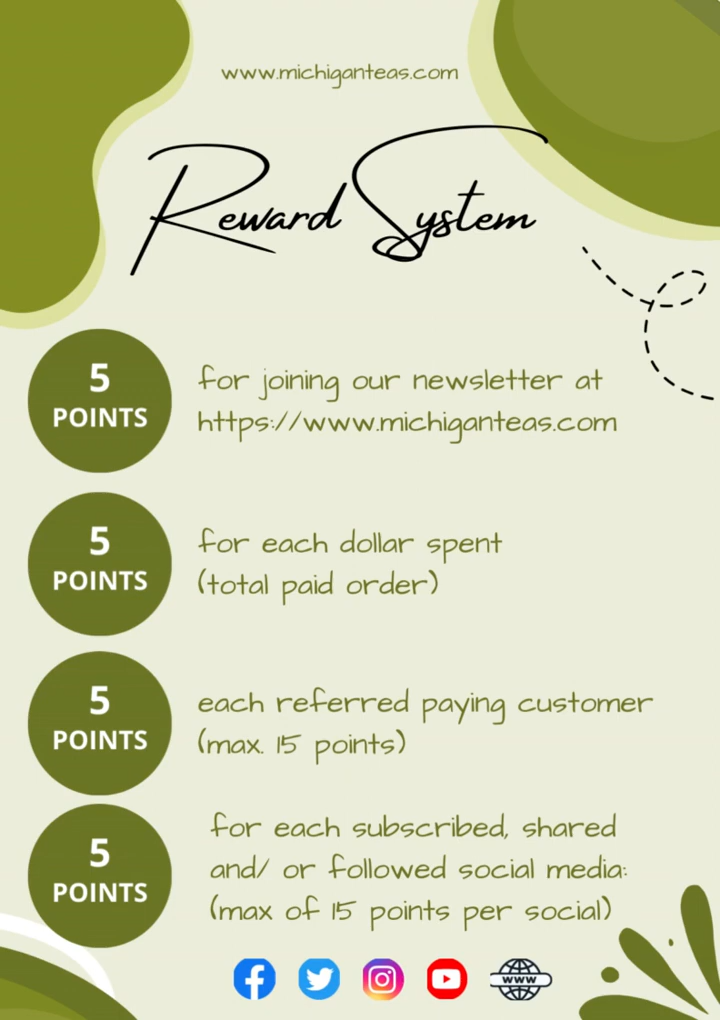 www.michiganteas.com
Reward System
5
POINTS
for joining our newsletter at
https://www.michiganteas.com
5
POINTS
for each dollar spent
(total paid order)
5
POINTS
each referred paying customer
(max. 15 points)
5
POINTS
for each subscribed, shared
and/ or followed social media:
(max of 15 points per social)
www